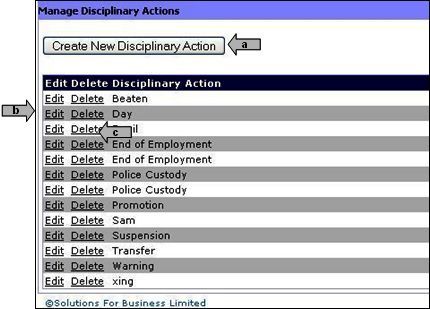 Manage Disciplinary Actions
Create New Disciplinary Action
a
Edit Delete Disciplinary Action
Edit Delete Beaten
b
Edit Delete Day
Edit Delete
c
Edit Delete End of Employment
Edit Delete End of Employment
Edit Delete Police Custody
Edit Delete Police Custody
Edit Delete Promotion
Edit Delete Sam
Edit Delete Suspension
Edit Delete Transfer
Edit Delete Warning
Edit Delete xing
©Solutions For Business Limited